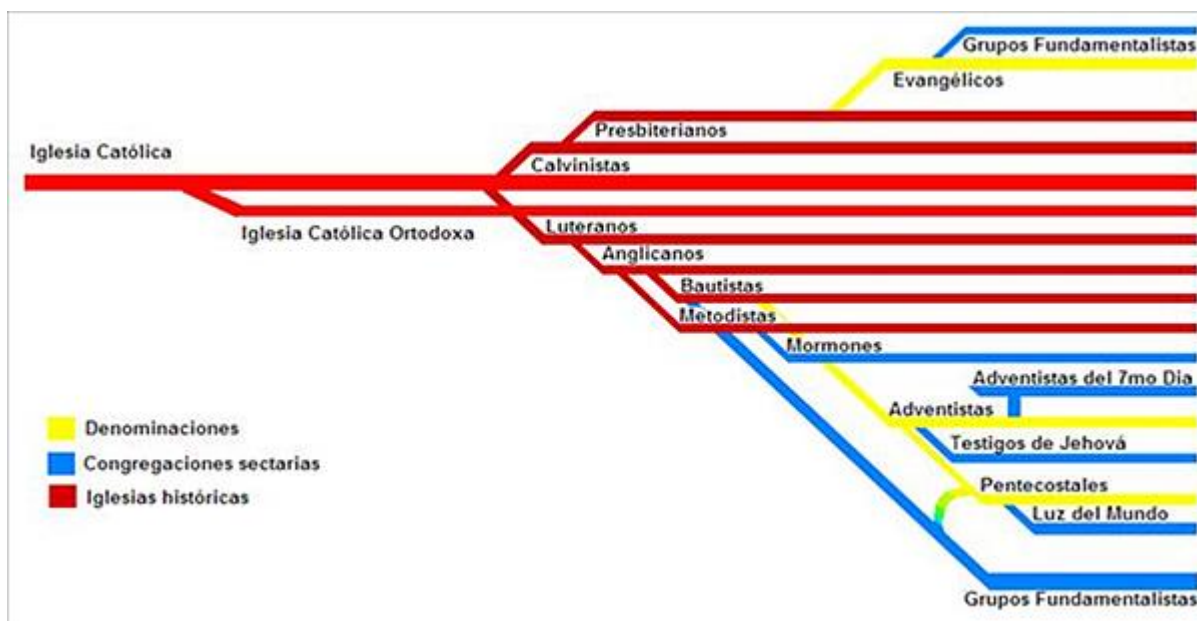 Grupos Fundamentalistas
Evangélicos
Presbiterianos
Iglesia Católica
Calvinistas
Iglesia Católica Ortodoxa
Luteranos
Anglicanos
Bautistas
Metodistas
Mormones
Adventistas del 7mo Dia
Adventistas
Denominaciones
Testigos de Jehová
Congregaciones sectarias
Pentecostales
Iglesias históricas
Luz del Mundo
Grupos Fundamentalistas